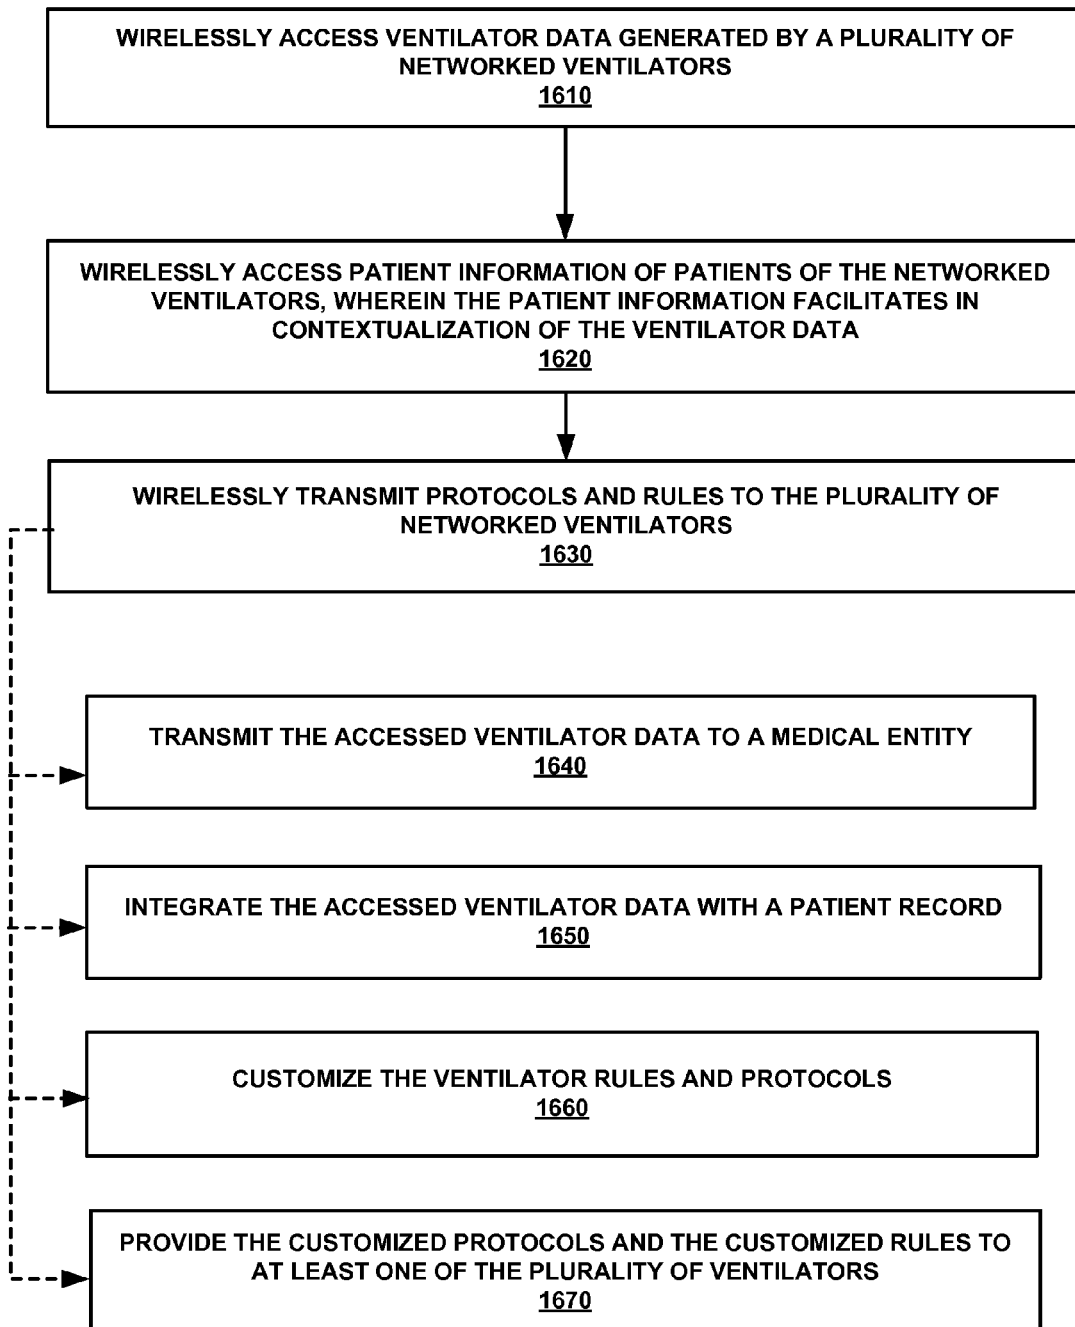 WIRELESSLY ACCESS VENTILATOR DATA GENERATED BY A PLURALITY OF
NETWORKED VENTILATORS
1610
WIRELESSLY ACCESS PATIENT INFORMATION OF PATIENTS OF THE NETWORKED
VENTILATORS, WHEREIN THE PATIENT INFORMATION FACILITATES IN
CONTEXTUALIZATION OF THE VENTILATOR DATA
1620
WIRELESSLY TRANSMIT PROTOCOLS AND RULES TO THE PLURALITY OF
NETWORKED VENTILATORS
1630
TRANSMIT THE ACCESSED VENTILATOR DATA TO A MEDICAL ENTITY
1640
INTEGRATE THE ACCESSED VENTILATOR DATA WITH A PATIENT RECORD
1650
CUSTOMIZE THE VENTILATOR RULES AND PROTOCOLS
1660
PROVIDE THE CUSTOMIZED PROTOCOLS AND THE CUSTOMIZED RULES TO
AT LEAST ONE OF THE PLURALITY OF VENTILATORS
1670